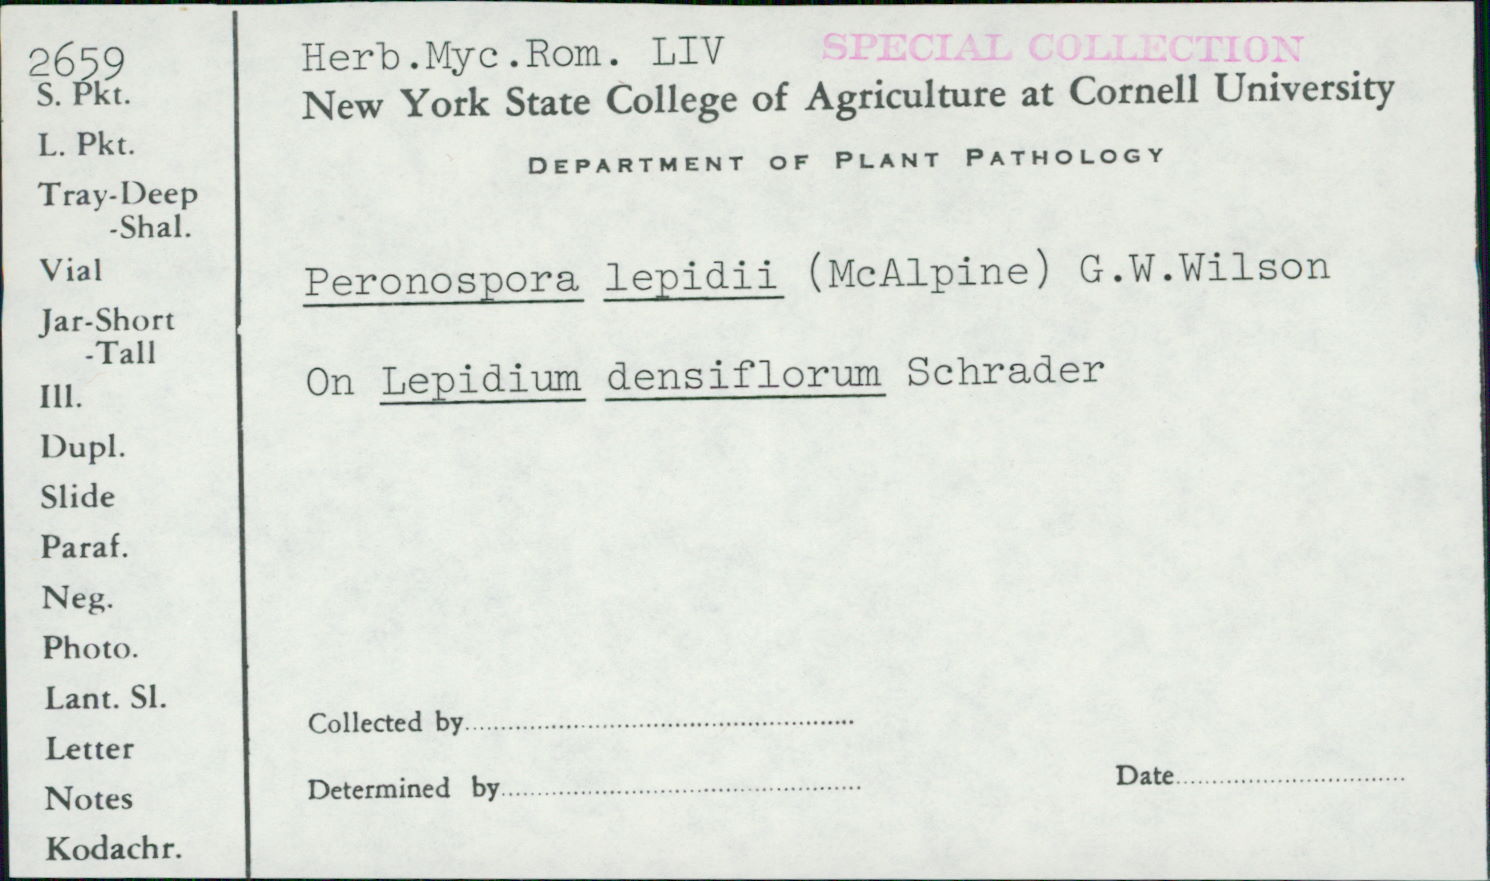 2659
S. Pkt.
L. Pkt.
Tray-Deep
-Shal.
Vial
Jar-Short
-Tall
Ill.
Dupl.
Slide
Paraf.
Neg.
Photo.
Lant. Sl.
Letter
Notes
Kodachr.
Herb.Myc.Rom. LIV SPECIAL COLLECTION
New York State College of Agriculture at Cornell University
DEPARTMENT OF PLANT PATHOLOGY
Peronospora lepidii (McAlpine) G.W.Wilson
On Lepidium densiflorum Schrader
Collected by
Determined by Date